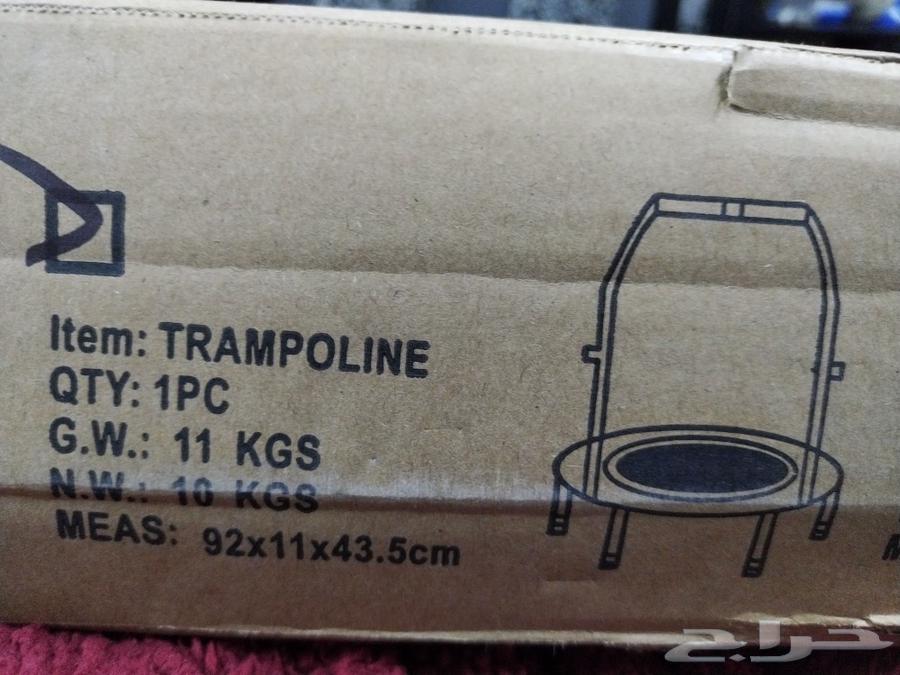 Item: TRAMPOLINE
QTY: 1PC
G.W.: 11 KGS
N.W.: 10 KGS
MEAS: 92x11x43.5cm
حراج